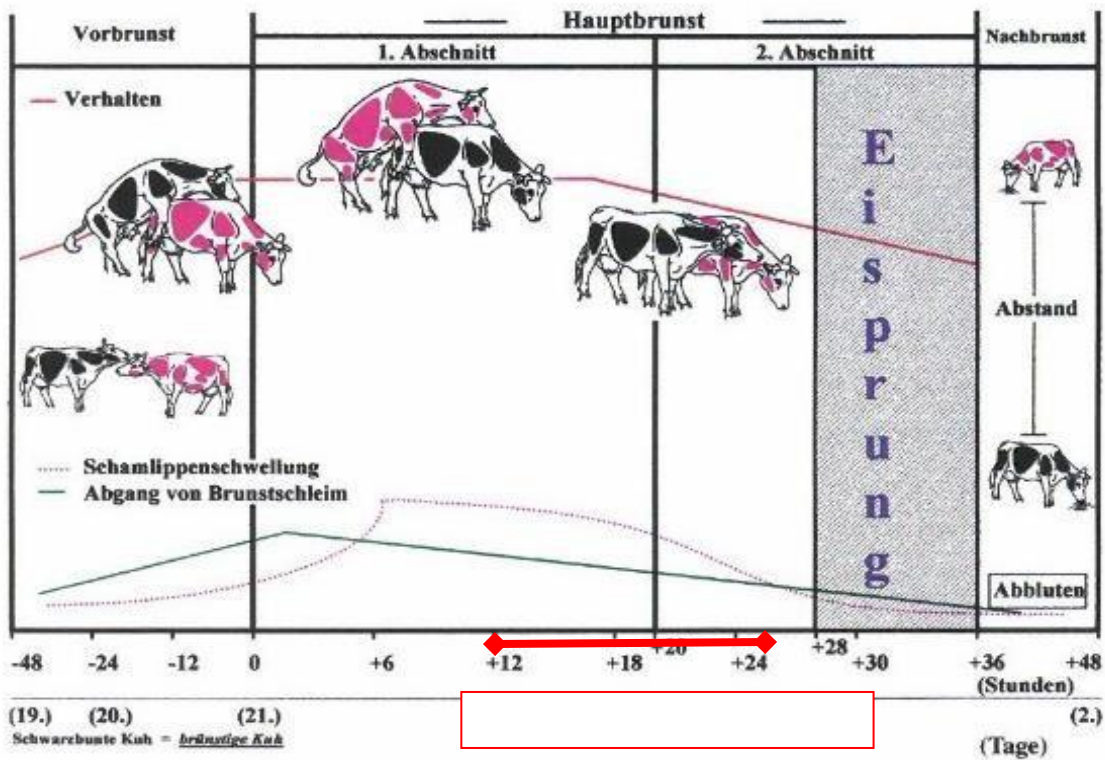 Vorbrunst
Hauptbrunst
Nachbrunst
1. Abschnitt
2. Abschnitt
Verhalten
Eisprung
Abstand
Schamlippenschwellung
Abgang von Brunstschleim
Abbluten
-48 -24 -12 0 +6 +12 +18 +20 +24 +28 +30 +36 +48
(Stunden)
(19.) (20.) (21.) (2.)
Schwarzbunte Kuh = brünstige Kuh
(Tage)